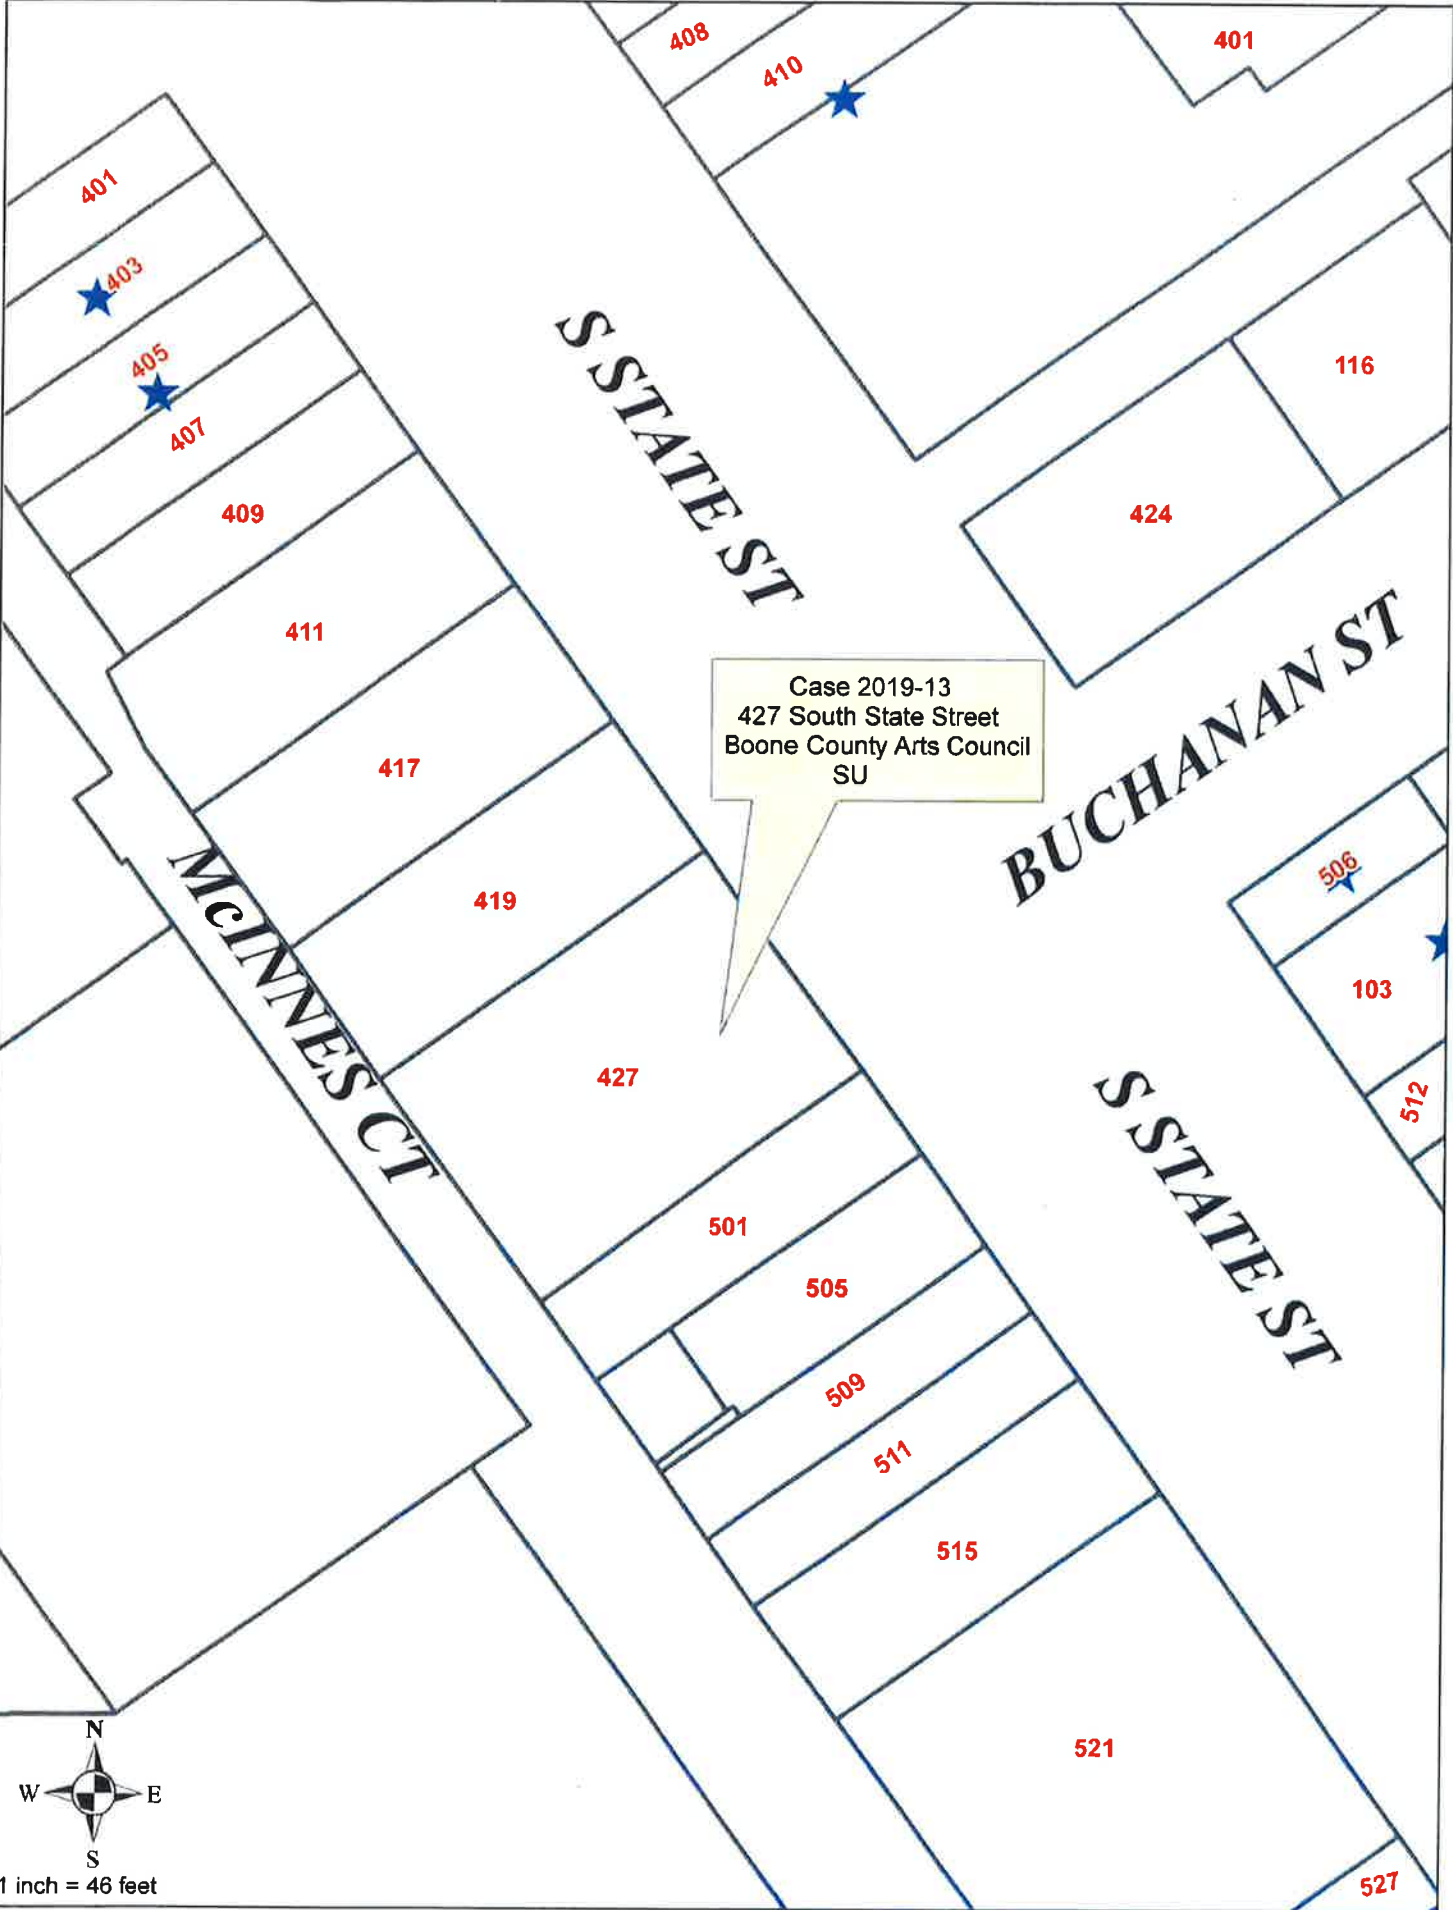 408
410
401
401
403
405
407
409
411
417
419
427
501
505
509
511
515
521
527
116
424
506
103
512
S STATE ST
BUCHANAN ST
McINNES CT
S STATE ST
Case 2019-13
427 South State Street
Boone County Arts Council
SU
N
W E
S
1 inch = 46 feet